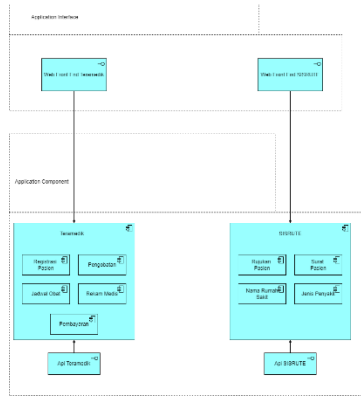 Application Interface
Web Front End Teramedik
Web Front End SISRUTE
Application Component
Teramedik
SISRUTE
Registrasi
Pasien
Pengobatan
Rujukan
Pasien
Surat
Pasien
Jadwal Obat
Rekam Medis
Nama Rumah
Sakit
Jenis Penyakit
Pembayaran
Api Teramedik
Api SISRUTE